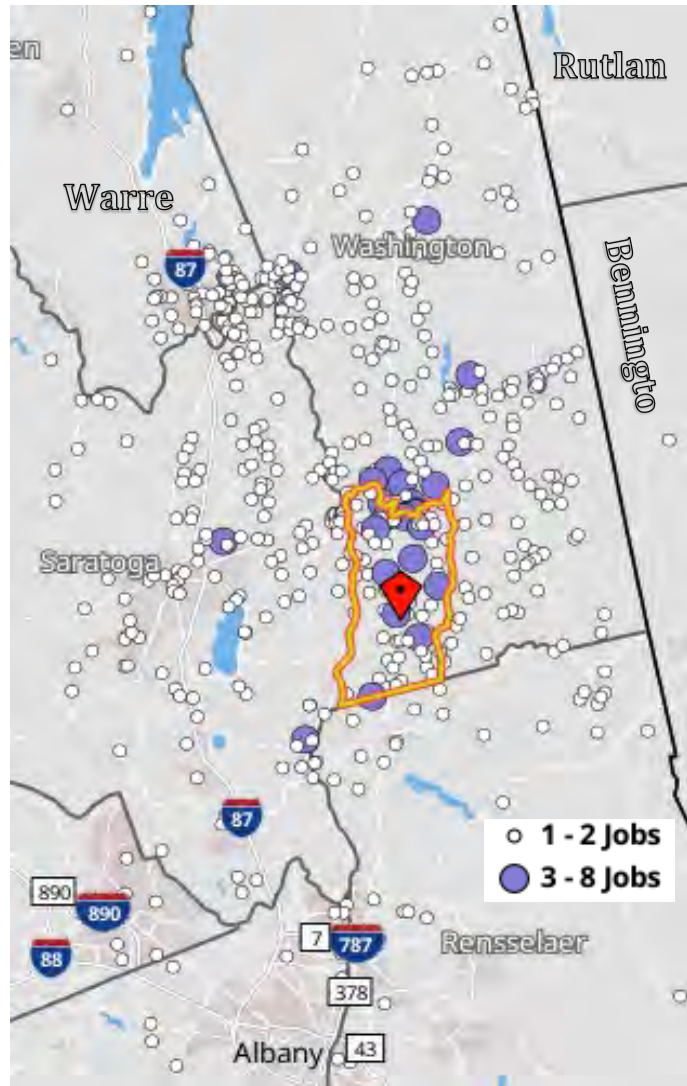 en
Rutlan
Warre
Washington
87
Benningto
Saratoga
87
1 - 2 Jobs
3 - 8 Jobs
890
890
88
7
787
Rensselaer
378
Albany
43